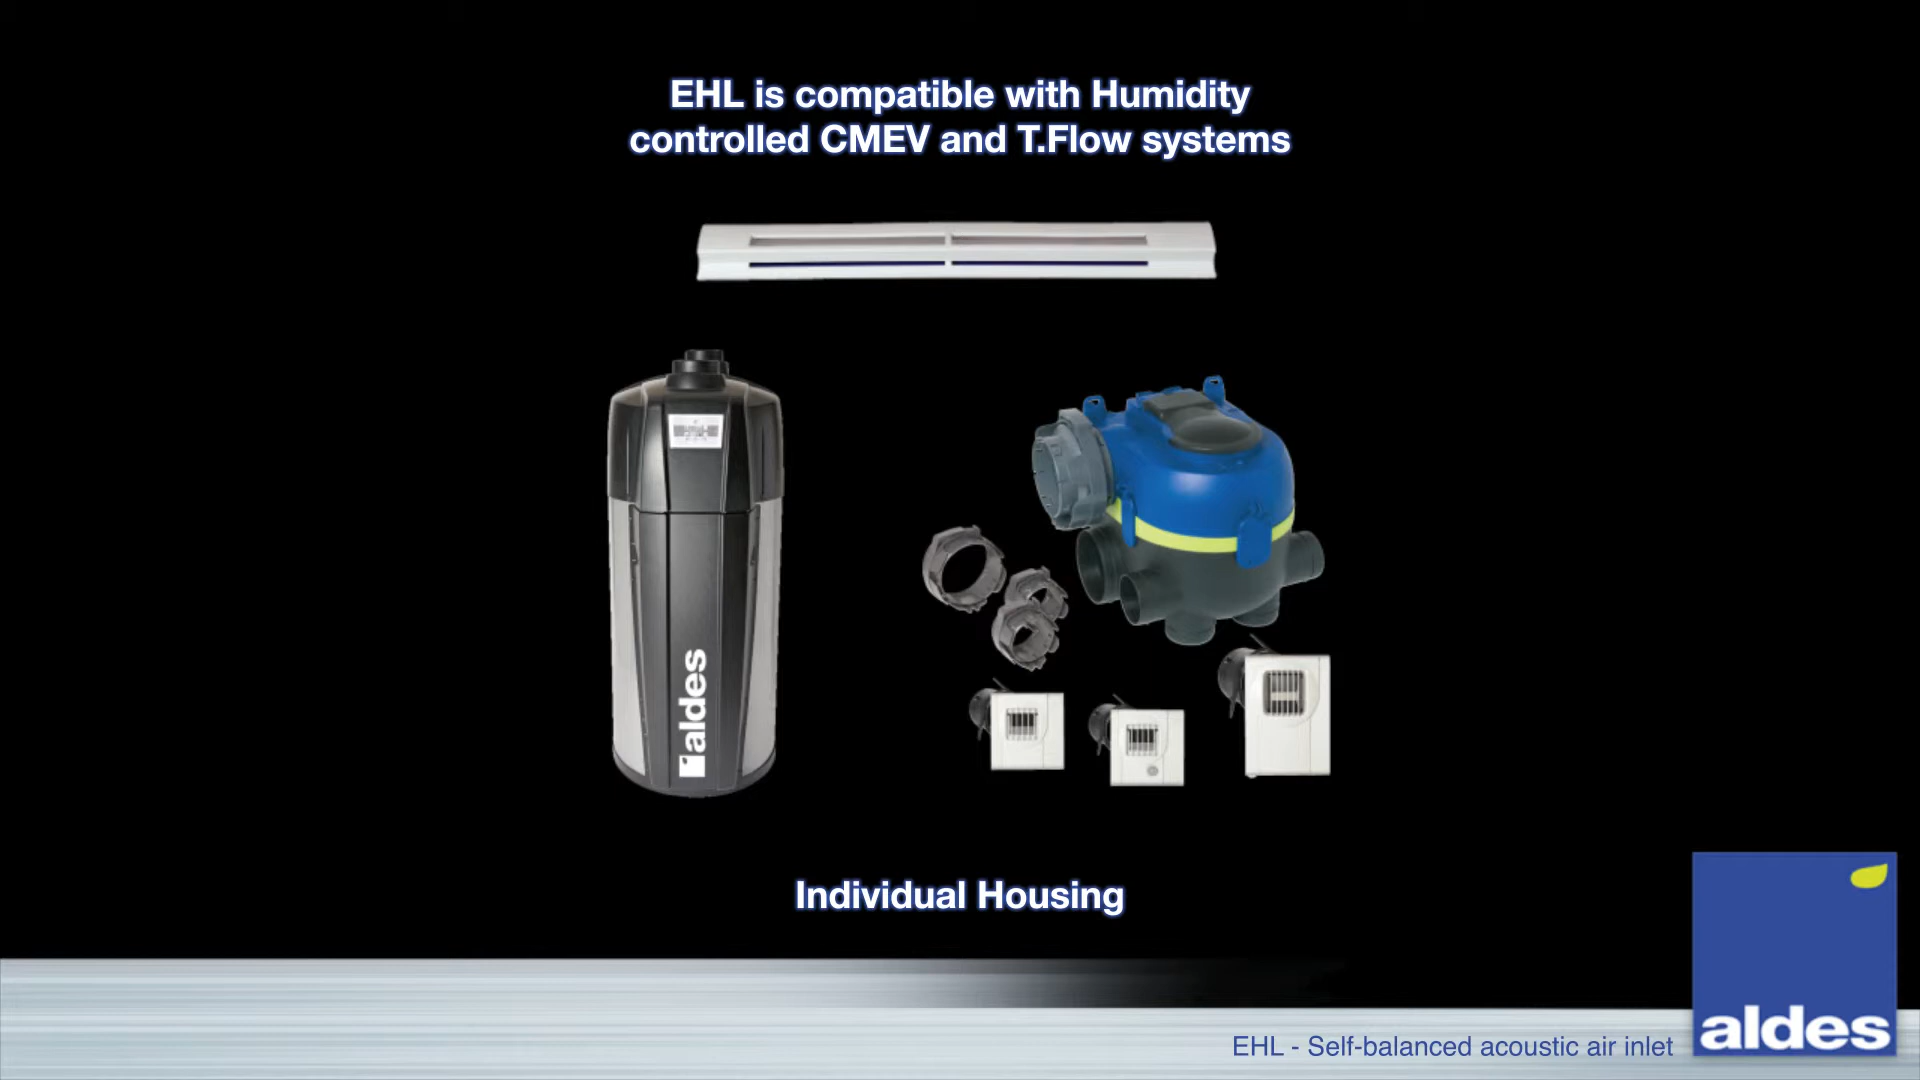 EHL is compatible with Humidity
controlled CMEV and T.Flow systems
aldes
Individual Housing
aldes
EHL - Self-balanced acoustic air inlet